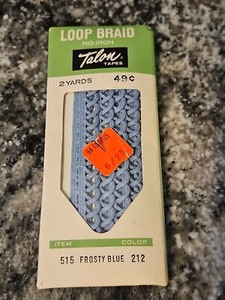 LOOP BRAID
NO-IRON
Talon
TAPES
2 YARDS 49¢
ITEM COLOR
515 FROSTY BLUE 212